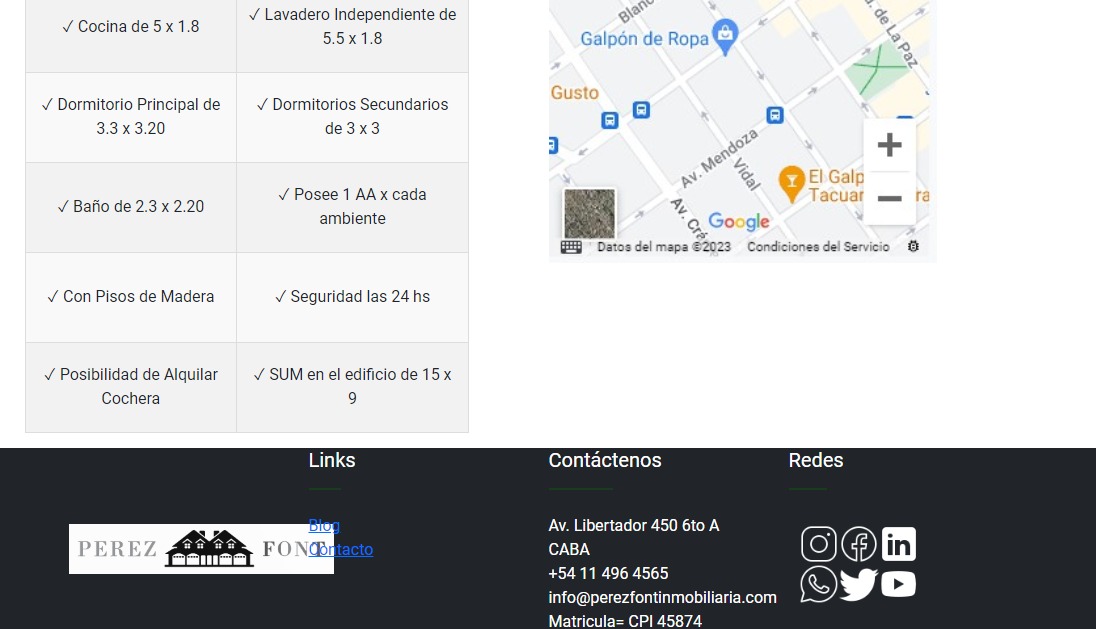 ✓ Cocina de 5 x 1.8
✓ Lavadero Independiente de
5.5 x 1.8
✓ Dormitorio Principal de
3.3 x 3.20
✓ Dormitorios Secundarios
de 3 x 3
✓ Baño de 2.3 x 2.20
✓ Posee 1 AA x cada
ambiente
✓ Con Pisos de Madera
✓ Seguridad las 24 hs
✓ Posibilidad de Alquilar
Cochera
✓ SUM en el edificio de 15 x
9
Galpón de Ropa
. de La Paz
Gusto
Av. Mendoza
Vidal
El Galp
Tacuar
ra
Google
Datos del mapa ©2023
Condiciones del Servicio
Links
Blog
Contacto
PEREZ FONT
Contáctenos
Av. Libertador 450 6to A
CABA
+54 11 496 4565
info@perezfontinmobiliaria.com
Matricula= CPI 45874
Redes
in